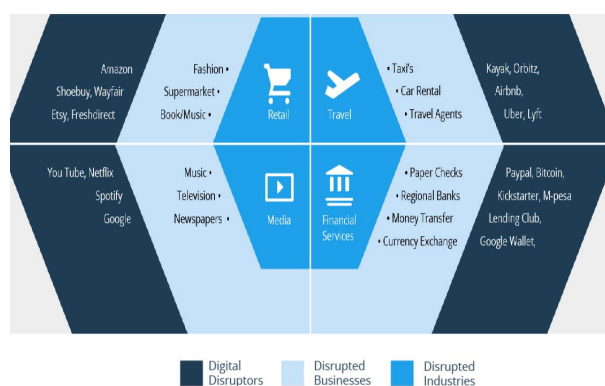 Amazon
Shoebuy, Wayfair
Etsy, Freshdirect
Fashion •
Supermarket •
Book/Music •
Retail
Travel
• Taxi's
• Car Rental
• Travel Agents
Kayak, Orbitz,
Airbnb,
Uber, Lyft
You Tube, Netflix
Spotify
Google
Music •
Television •
Newspapers •
Media
Financial
Services
• Paper Checks
• Regional Banks
• Money Transfer
• Currency Exchange
Paypal, Bitcoin,
Kickstarter, M-pesa
Lending Club,
Google Wallet,
Digital
Disruptors
Disrupted
Businesses
Disrupted
Industries